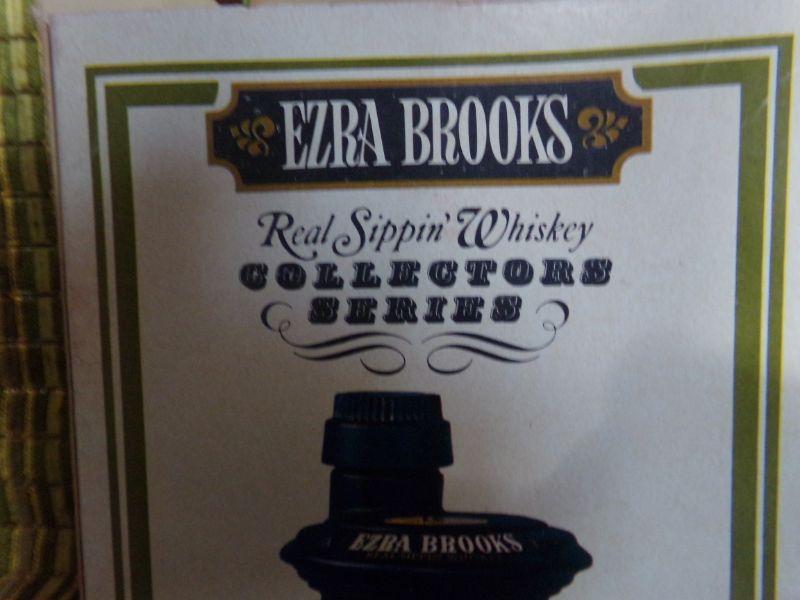 EZRA BROOKS
Real Sippin' Whiskey
COLLECTORS
SERIES
EZRA BROOKS